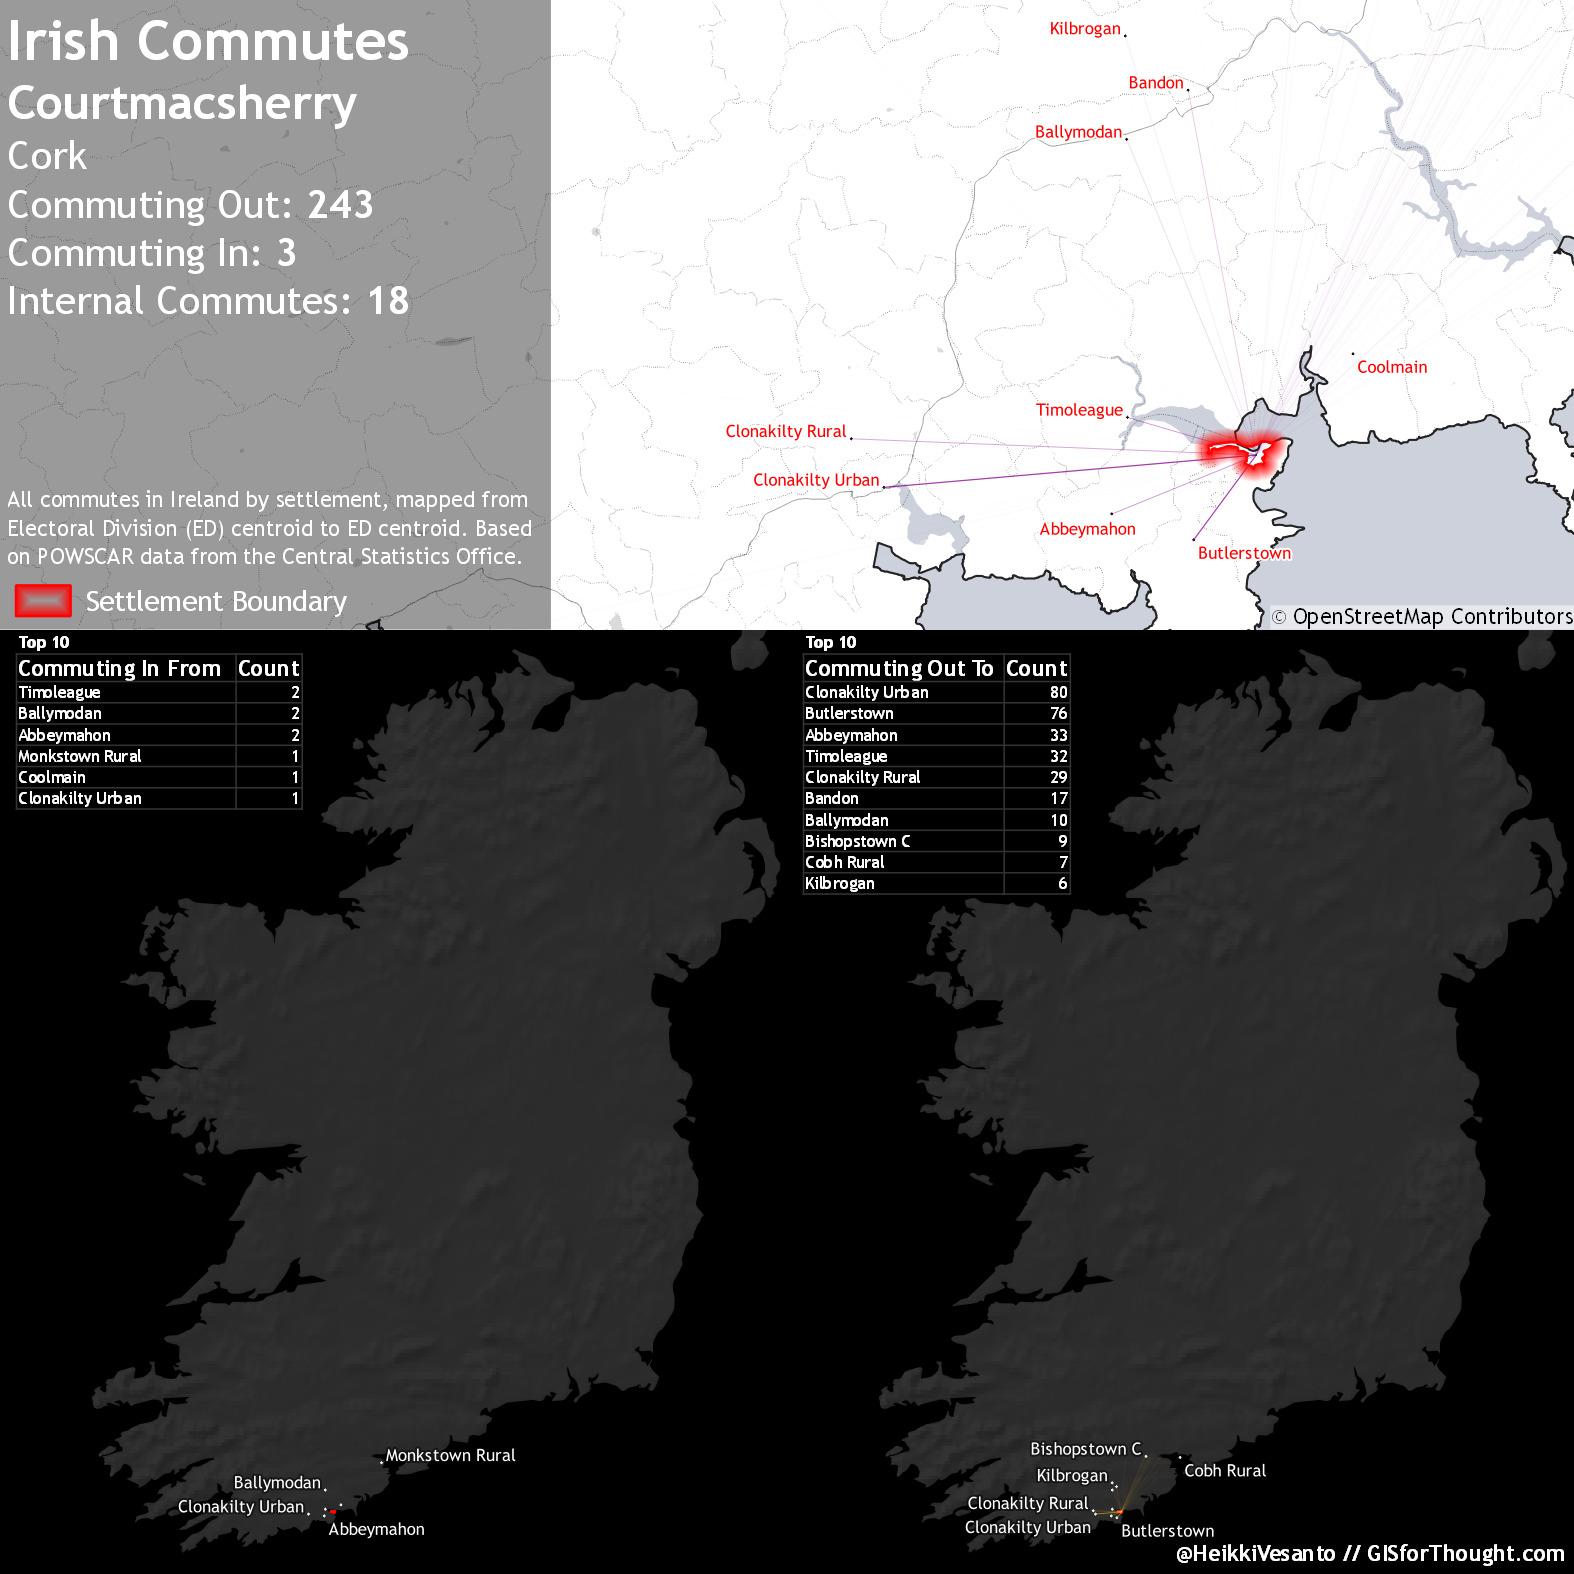 Irish Commutes
Courtmacsherry
Cork
Commuting Out: 243
Commuting In: 3
Internal Commutes: 18
All commutes in Ireland by settlement, mapped from
Electoral Division (ED) centroid to ED centroid. Based
on POWSCAR data from the Central Statistics Office.
Settlement Boundary
Kilbrogan
Bandon
Ballymodan
Coolmain
Timoleague
Clonakilty Rural
Clonakilty Urban
Abbeymahon
Butlerstown
© OpenStreetMap Contributors
Top 10
Commuting In From Count
Timoleague 2
Ballymodan 2
Abbeymahon 2
Monkstown Rural 1
Coolmain 1
Clonakilty Urban 1
Top 10
Commuting Out To Count
Clonakilty Urban 80
Butlerstown 76
Abbeymahon 33
Timoleague 32
Clonakilty Rural 29
Bandon 17
Ballymodan 10
Bishopstown C 9
Cobh Rural 7
Kilbrogan 6
Monkstown Rural
Ballymodan
Clonakilty Urban
Abbeymahon
Bishopstown C
Cobh Rural
Kilbrogan
Clonakilty Rural
Clonakilty Urban
Butlerstown
@HeikkiVesanto // GISforThought.com